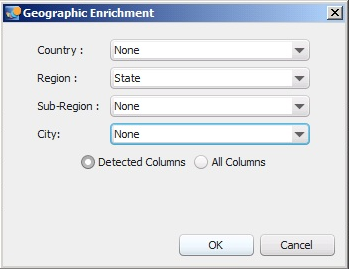 Geographic Enrichment
Country : None
Region : State
Sub-Region : None
City: None
Detected Columns All Columns
OK Cancel